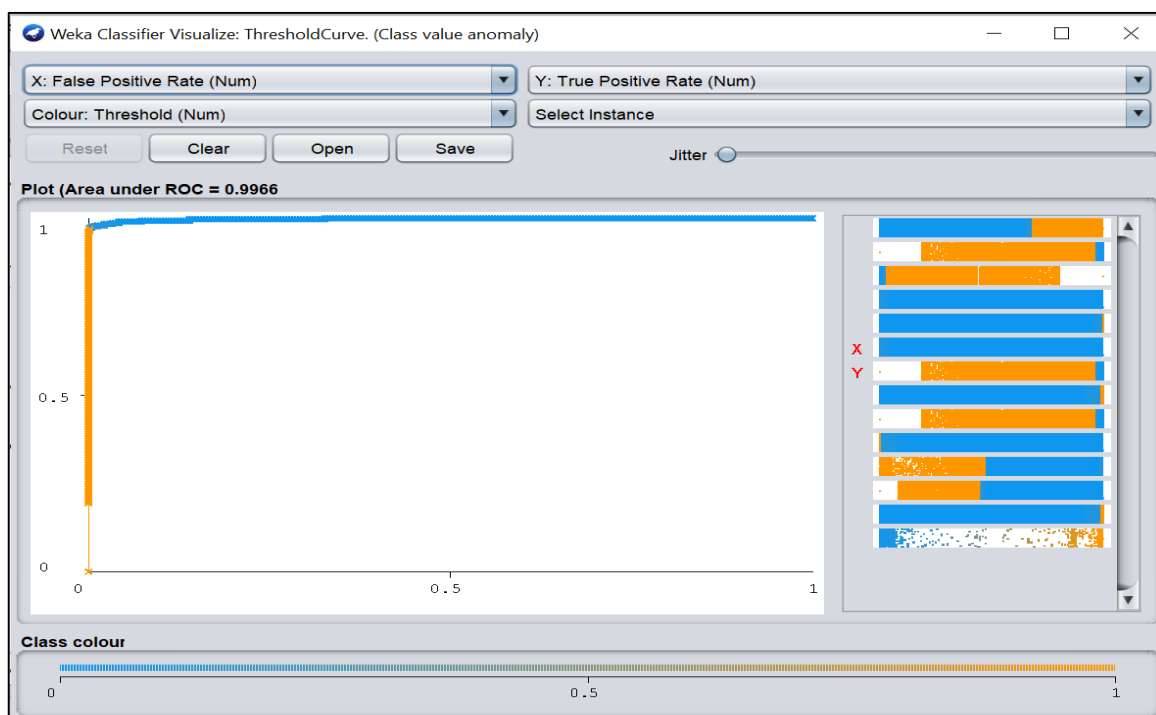 Weka Classifier Visualize: ThresholdCurve. (Class value anomaly)
X: False Positive Rate (Num)
Y: True Positive Rate (Num)
Colour: Threshold (Num)
Select Instance
Reset
Clear
Open
Save
Jitter
Plot (Area under ROC = 0.9966
1
0.5
0
0
0.5
1
X
Y
Class colour
0
0.5
1